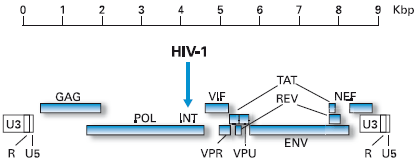 0 1 2 3 4 5 6 7 8 9 Kbp
HIV-1
GAG VIF TAT NEF
REV
U3 POL INT U3
R U5 VPR VPU ENV R U5